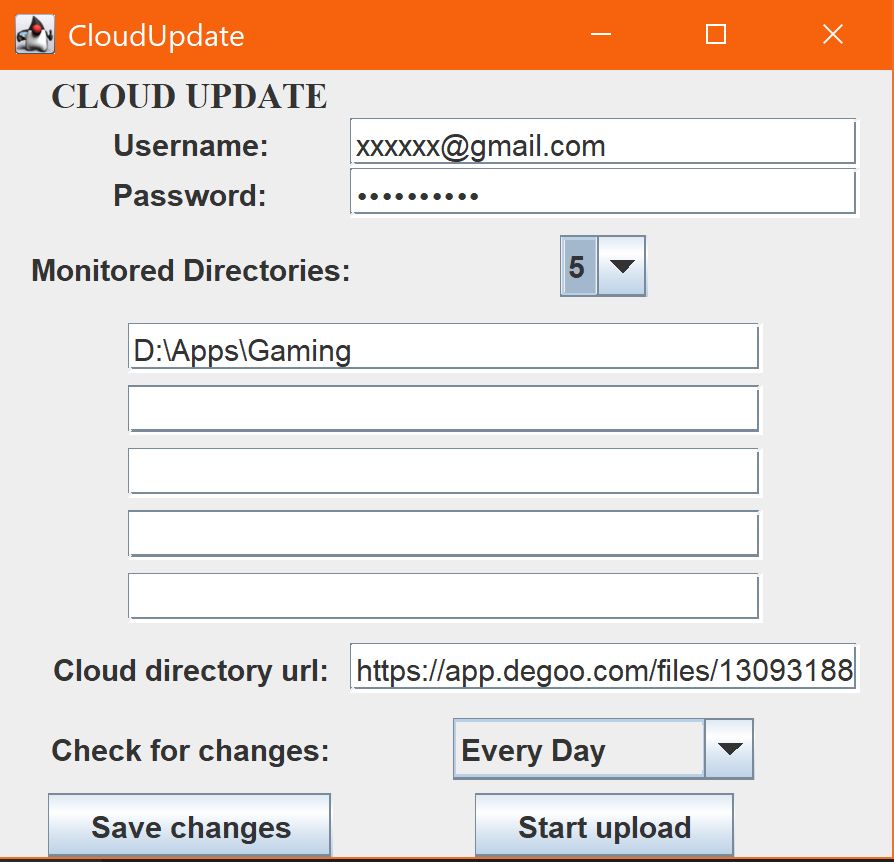 CloudUpdate
CLOUD UPDATE
Username: xxxxxx@gmail.com
Password: ••••••••••
Monitored Directories: 5
D:\Apps\Gaming
Cloud directory url: https://app.degoo.com/files/13093188
Check for changes: Every Day
Save changes Start upload